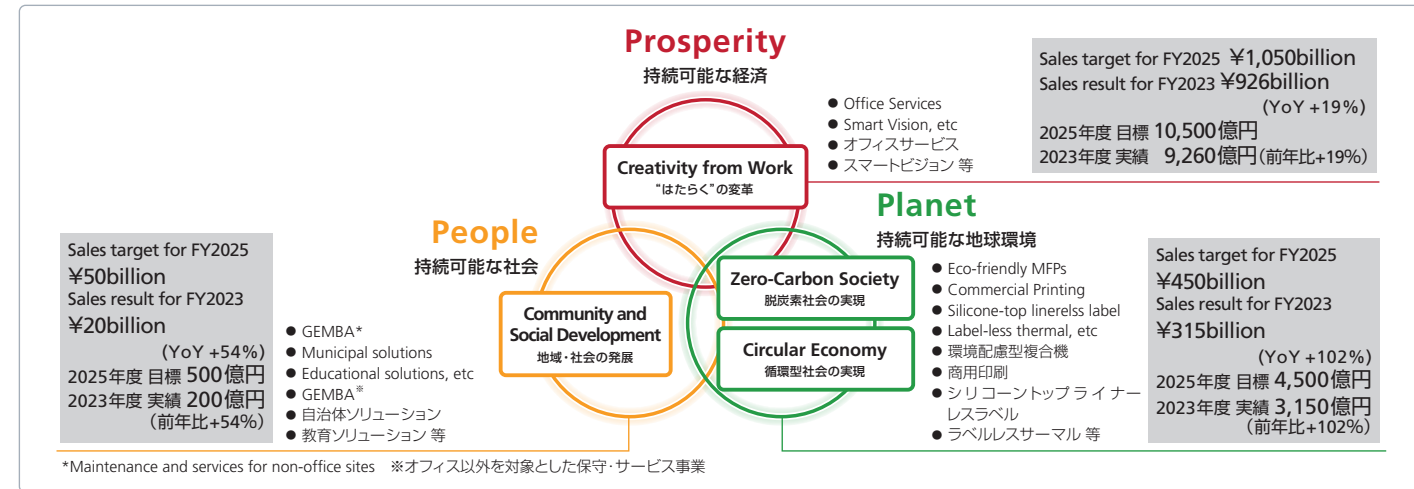 Prosperity
持続可能な経済
Creativity from Work
“はたらく”の変革
● Office Services
● Smart Vision, etc
● オフィスサービス
● スマートビジョン 等
Sales target for FY2025 ¥1,050billion
Sales result for FY2023 ¥926billion
(YoY +19%)
2025年度 目標 10,500億円
2023年度 実績 9,260億円(前年比+19%)
People
持続可能な社会
Community and
Social Development
地域・社会の発展
Sales target for FY2025
¥50billion
Sales result for FY2023
¥20billion
(YoY +54%)
2025年度 目標 500億円
2023年度 実績 200億円
(前年比+54%)
● GEMBA*
● Municipal solutions
● Educational solutions, etc
● GEMBA※
● 自治体ソリューション
● 教育ソリューション 等
Planet
持続可能な地球環境
Zero-Carbon Society
脱炭素社会の実現
Circular Economy
循環型社会の実現
● Eco-friendly MFPs
● Commercial Printing
● Silicone-top linerelss label
● Label-less thermal, etc
● 環境配慮型複合機
● 商用印刷
● シリコーントップライナー
レスラベル
● ラベルレスサーマル 等
Sales target for FY2025
¥450billion
Sales result for FY2023
¥315billion
(YoY +102%)
2025年度 目標 4,500億円
2023年度 実績 3,150億円
(前年比+102%)
*Maintenance and services for non-office sites ※オフィス以外を対象とした保守・サービス事業